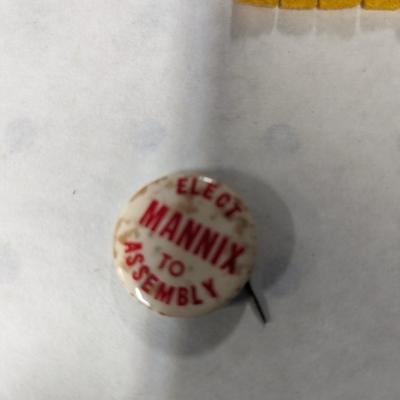 ELECT
MANNIX
TO
ASSEMBLY